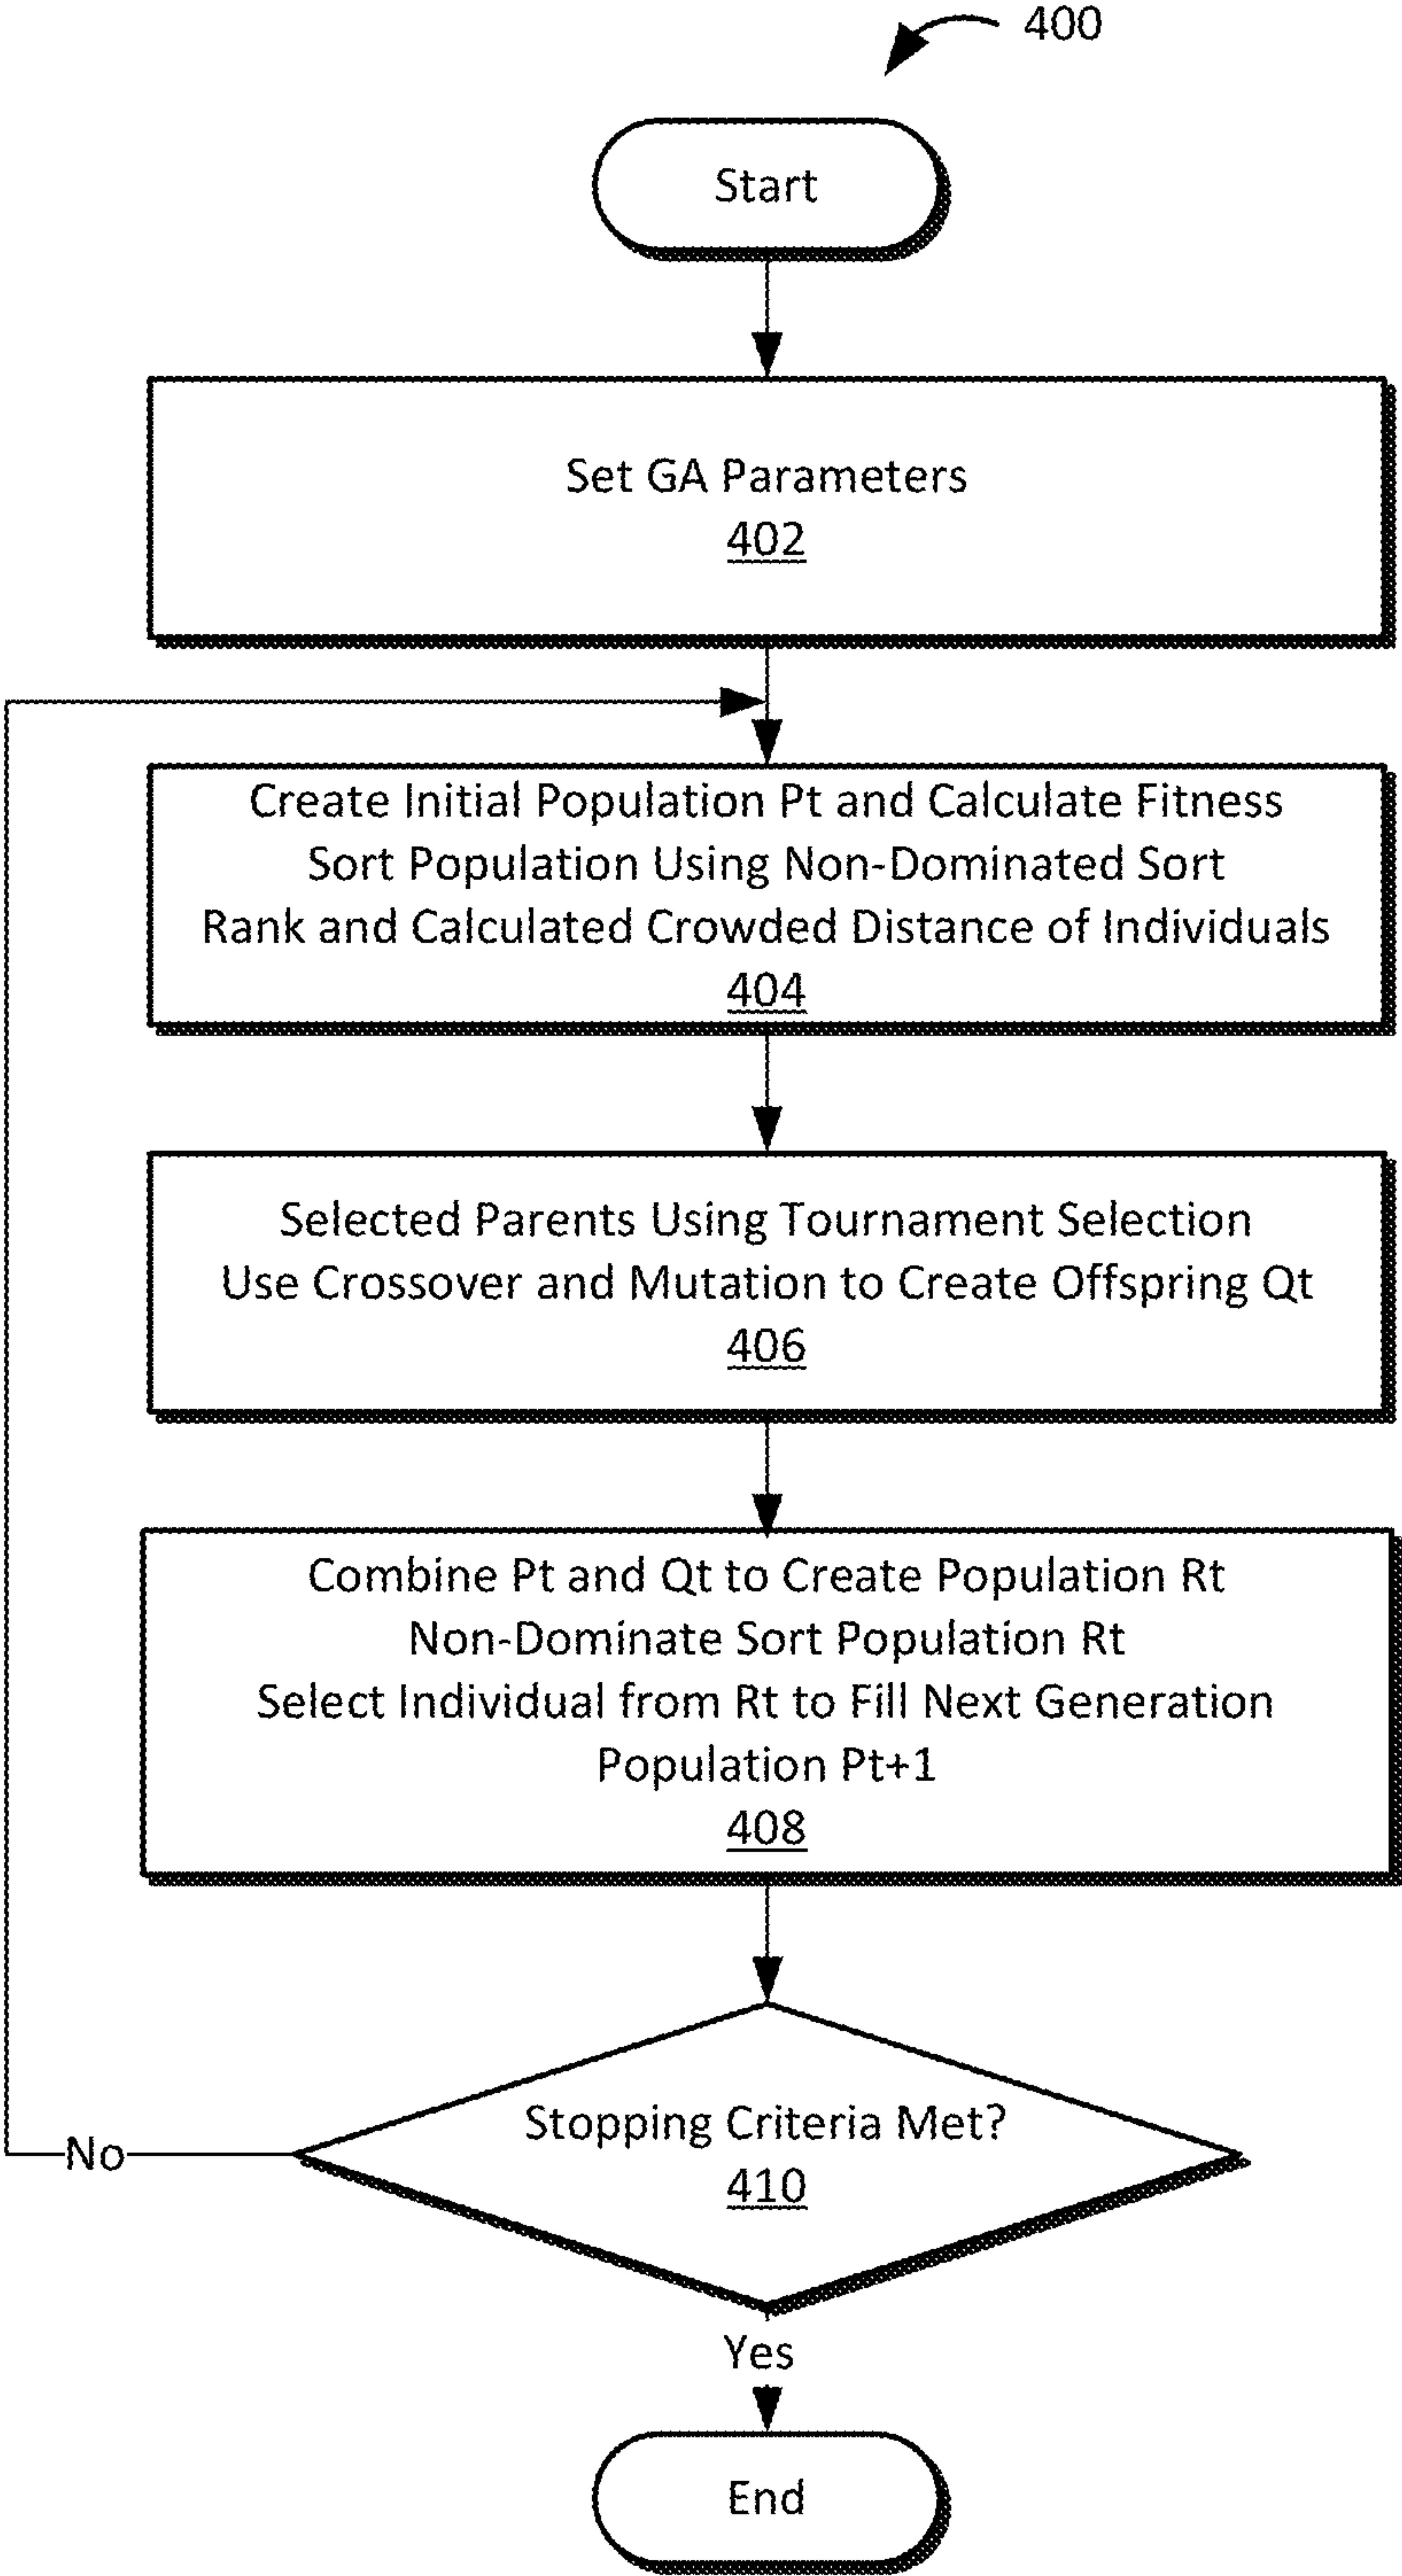 400
Start
Set GA Parameters
402
Create Initial Population Pt and Calculate Fitness
Sort Population Using Non-Dominated Sort
Rank and Calculated Crowded Distance of Individuals
404
Selected Parents Using Tournament Selection
Use Crossover and Mutation to Create Offspring Qt
406
Combine Pt and Qt to Create Population Rt
Non-Dominate Sort Population Rt
Select Individual from Rt to Fill Next Generation
Population Pt+1
408
Stopping Criteria Met?
410
No
Yes
End